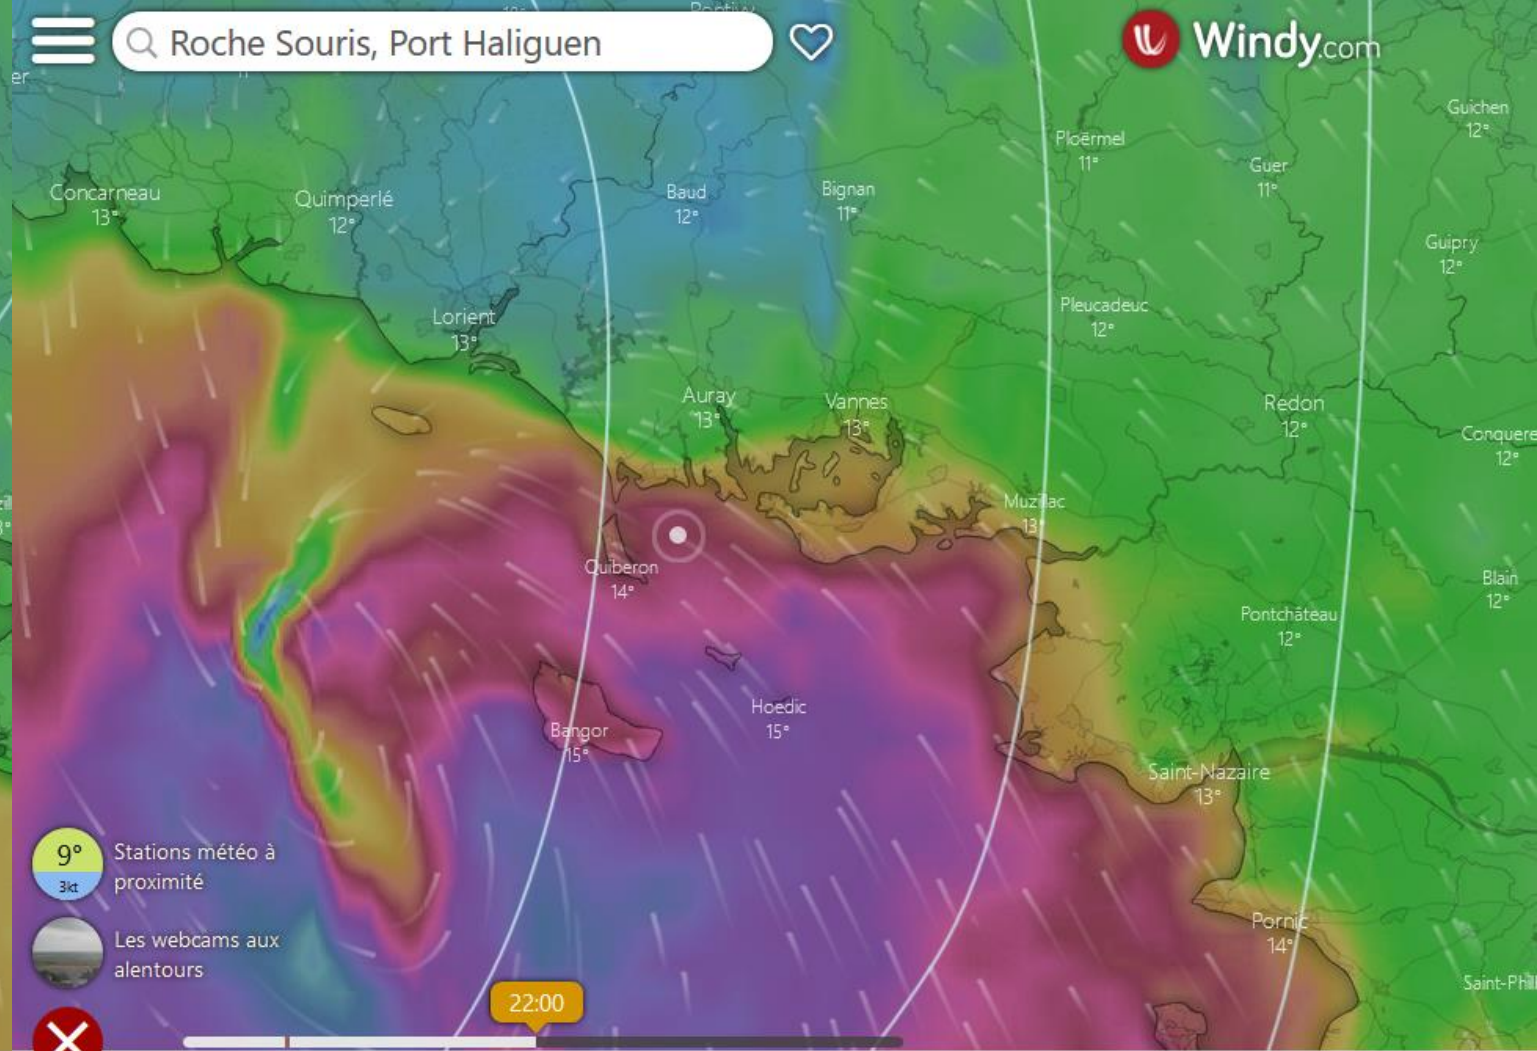 Roche Souris, Port Haliguen
Windy.com
Guichen
12°
Ploërmel
11°
Guer
11°
Concarneau
13°
Quimperlé
12°
Baud
12°
Bignan
11°
Guipry
12°
Lorient
13°
Pleucadeuc
12°
Auray
13°
Vannes
13°
Redon
12°
Conquere
12°
Muzillac
13°
Quiberon
14°
Blain
12°
Pontchâteau
12°
Hoedic
15°
Bangor
15°
Saint-Nazaire
13°
9°
3kt
Stations météo à
proximité
Pornic
14°
Les webcams aux
alentours
Saint-Phil
22:00